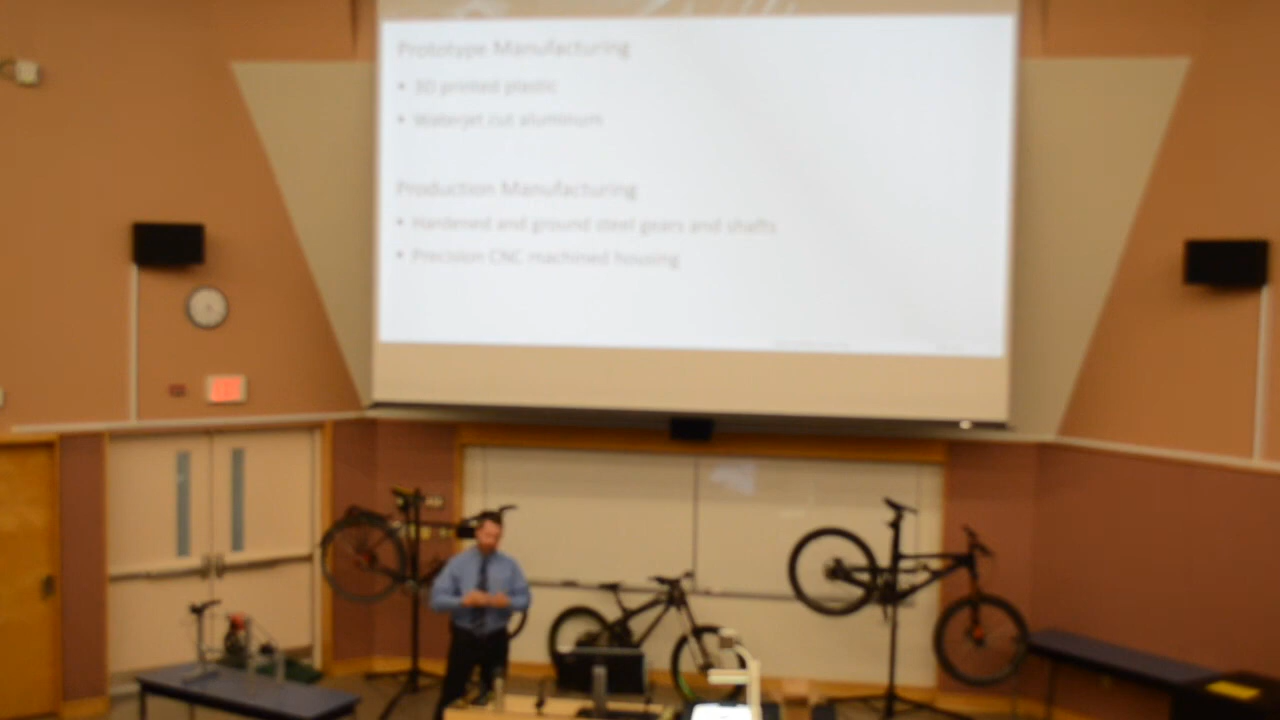 Prototype Manufacturing
• 3D printed plastic
• Waterjet cut aluminum
Production Manufacturing
• Hardened and ground steel gears and shafts
• Precision CNC machined housing